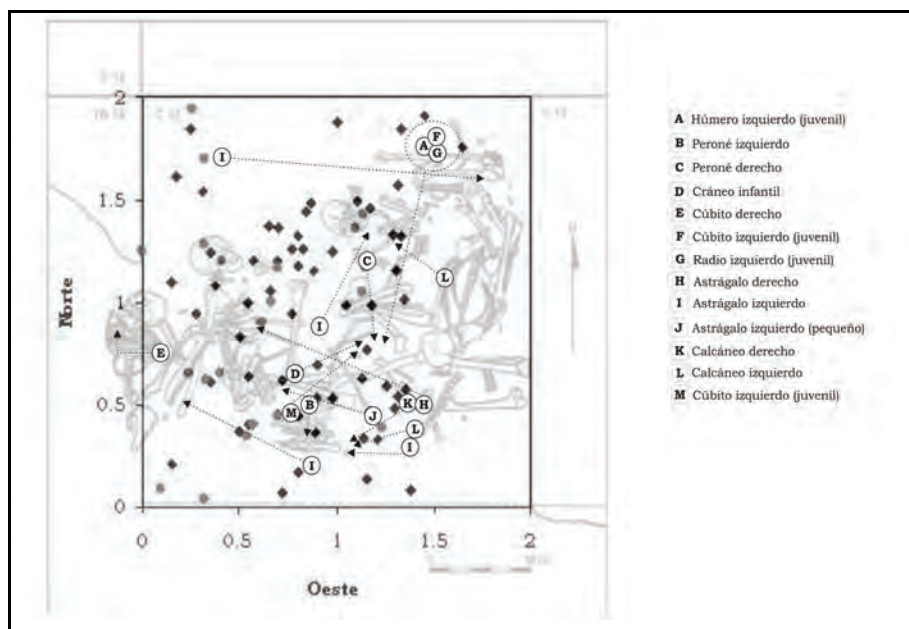 2
1.5
1
0.5
0
Norte
0
0.5
1
1.5
2
Oeste
I
A
F
G
C
L
I
E
D
M
B
K
H
J
L
I
I
A Húmero izquierdo (juvenil)
B Peroné izquierdo
C Peroné derecho
D Cráneo infantil
E Cúbito derecho
F Cúbito izquierdo (juvenil)
G Radio izquierdo (juvenil)
H Astrágalo derecho
I Astrágalo izquierdo
J Astrágalo izquierdo (pequeño)
K Calcáneo derecho
L Calcáneo izquierdo
M Cúbito izquierdo (juvenil)